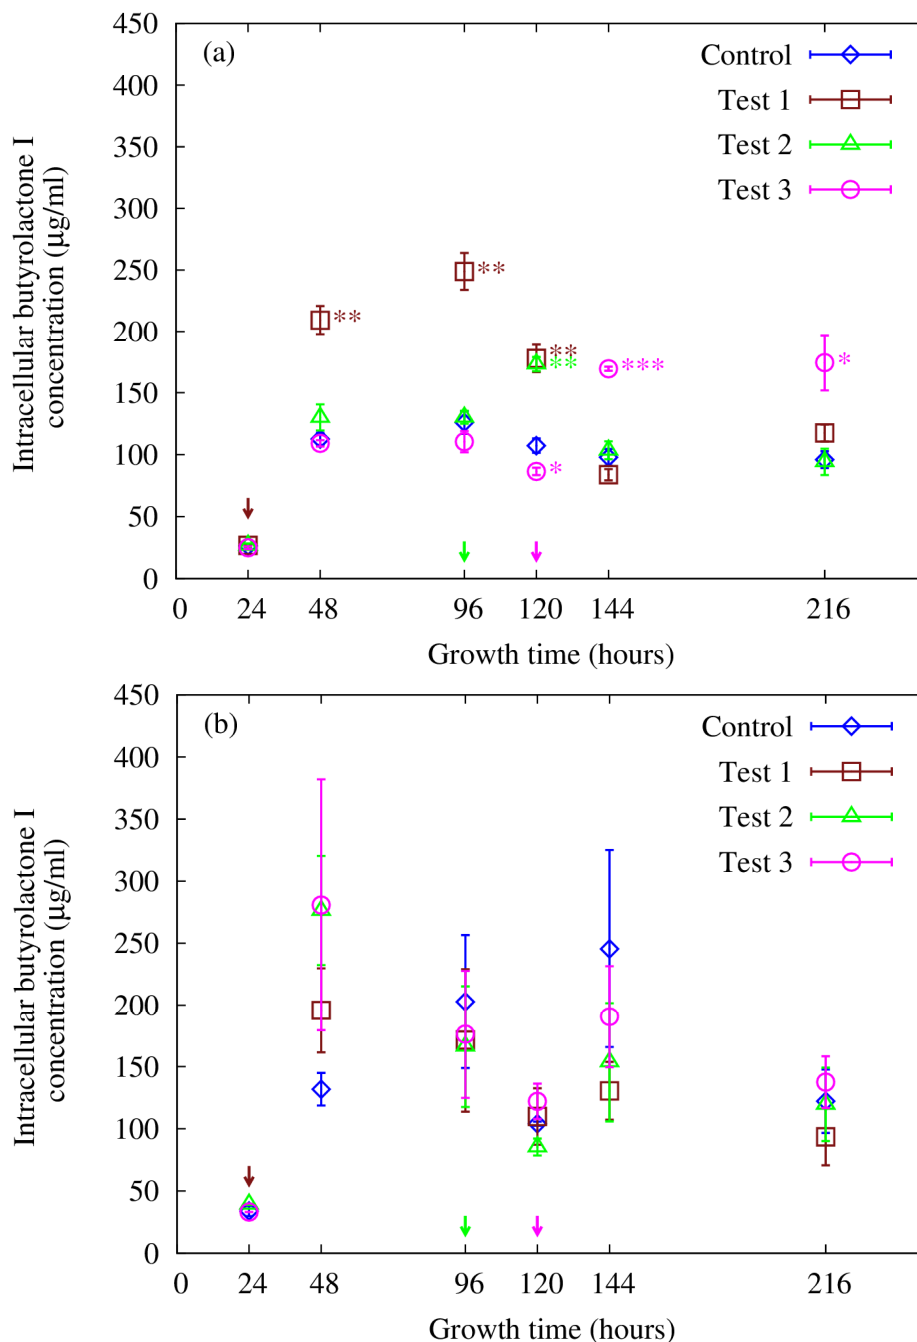 450
400
350
300
250
200
150
100
50
0
Intracellular butyrolactone I
concentration (μg/ml)
(a)
Control
Test 1
Test 2
Test 3
**
**
**
**
*
***
*
0 24 48 96 120 144 216
Growth time (hours)
450
400
350
300
250
200
150
100
50
0
Intracellular butyrolactone I
concentration (μg/ml)
(b)
Control
Test 1
Test 2
Test 3
0 24 48 96 120 144 216
Growth time (hours)